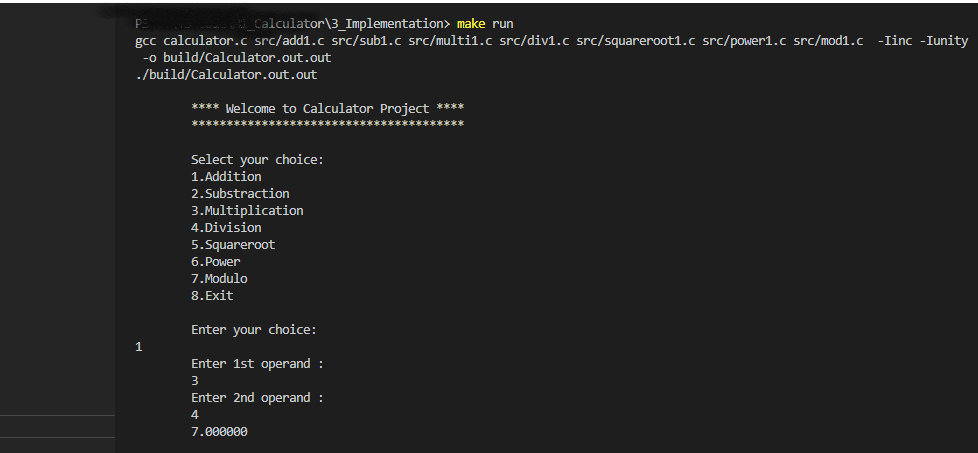 _Calculator\3_Implementation> make run
gcc calculator.c src/add1.c src/sub1.c src/multi1.c src/div1.c src/squareroot1.c src/power1.c src/mod1.c  -Iinc -Iunity
-o build/Calculator.out.out
./build/Calculator.out.out
**** Welcome to Calculator Project ****
***************************************
Select your choice:
1.Addition
2.Substraction
3.Multiplication
4.Division
5.Squareroot
6.Power
7.Modulo
8.Exit
Enter your choice:
1
Enter 1st operand :
3
Enter 2nd operand :
4
7.000000